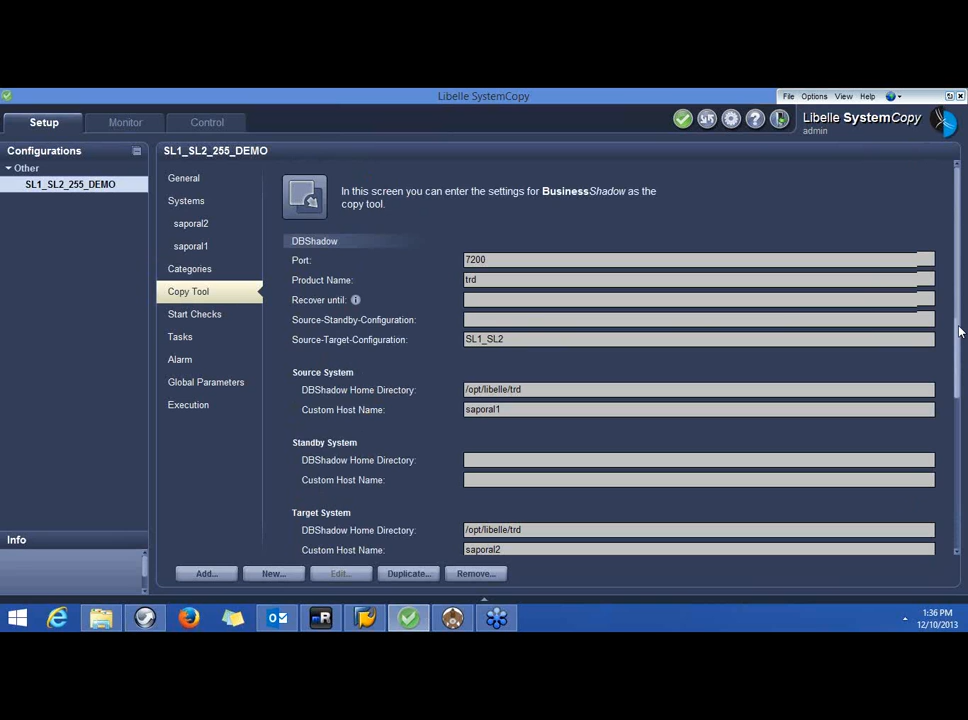 Libelle SystemCopy
File Options View Help
Setup Monitor Control
Libelle SystemCopy
admin
Configurations
Other
SL1_SL2_255_DEMO
SL1_SL2_255_DEMO
General
Systems
saporal2
saporal1
Categories
Copy Tool
Start Checks
Tasks
Alarm
Global Parameters
Execution
In this screen you can enter the settings for BusinessShadow as the
copy tool.
DBShadow
Port: 7200
Product Name: trd
Recover until:
Source-Standby-Configuration:
Source-Target-Configuration: SL1_SL2
Source System
DBShadow Home Directory: /opt/libelle/trd
Custom Host Name: saporal1
Standby System
DBShadow Home Directory:
Custom Host Name:
Target System
DBShadow Home Directory: /opt/libelle/trd
Custom Host Name: saporal2
Info
Add... New... Edit... Duplicate... Remove...
1:36 PM
12/10/2013